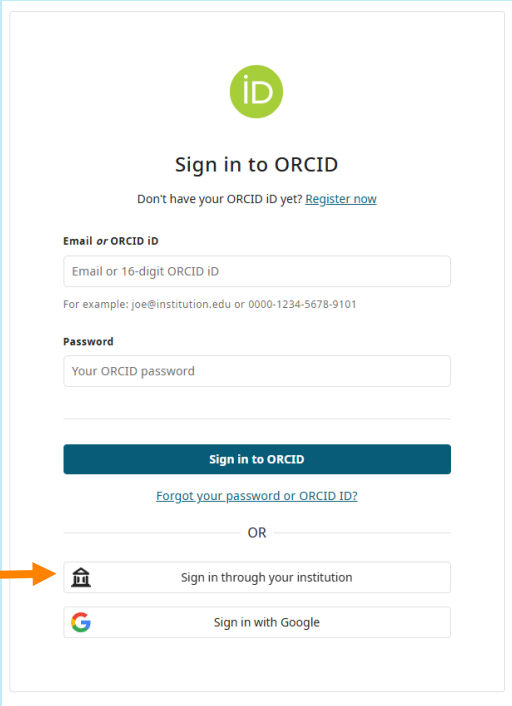 iD
Sign in to ORCID
Don't have your ORCID iD yet? Register now
Email or ORCID iD
Email or 16-digit ORCID iD
For example: joe@institution.edu or 0000-1234-5678-9101
Password
Your ORCID password
Sign in to ORCID
Forgot your password or ORCID ID?
OR
Sign in through your institution
G Sign in with Google